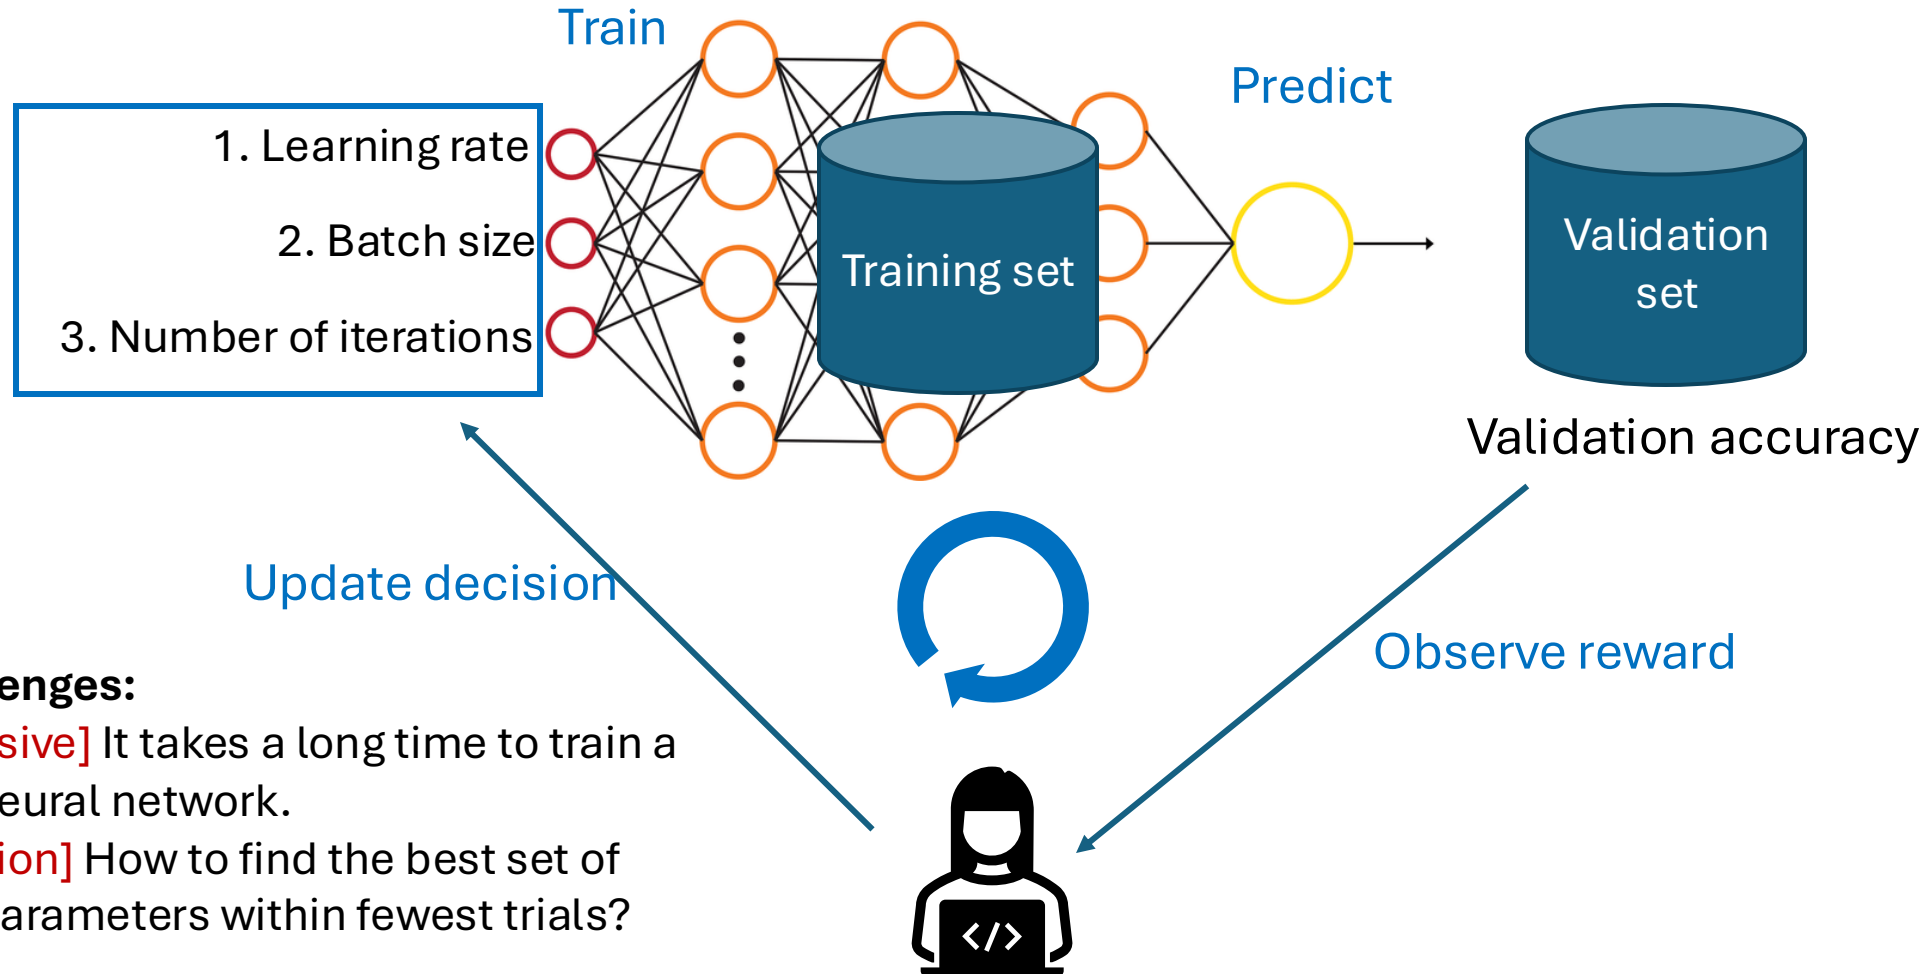 Train
Predict
1. Learning rate
2. Batch size
3. Number of iterations
Training set
Validation
set
Validation accuracy
Update decision
Observe reward
enges:
sive] It takes a long time to train a
eural network.
ion] How to find the best set of
arameters within fewest trials?
</>